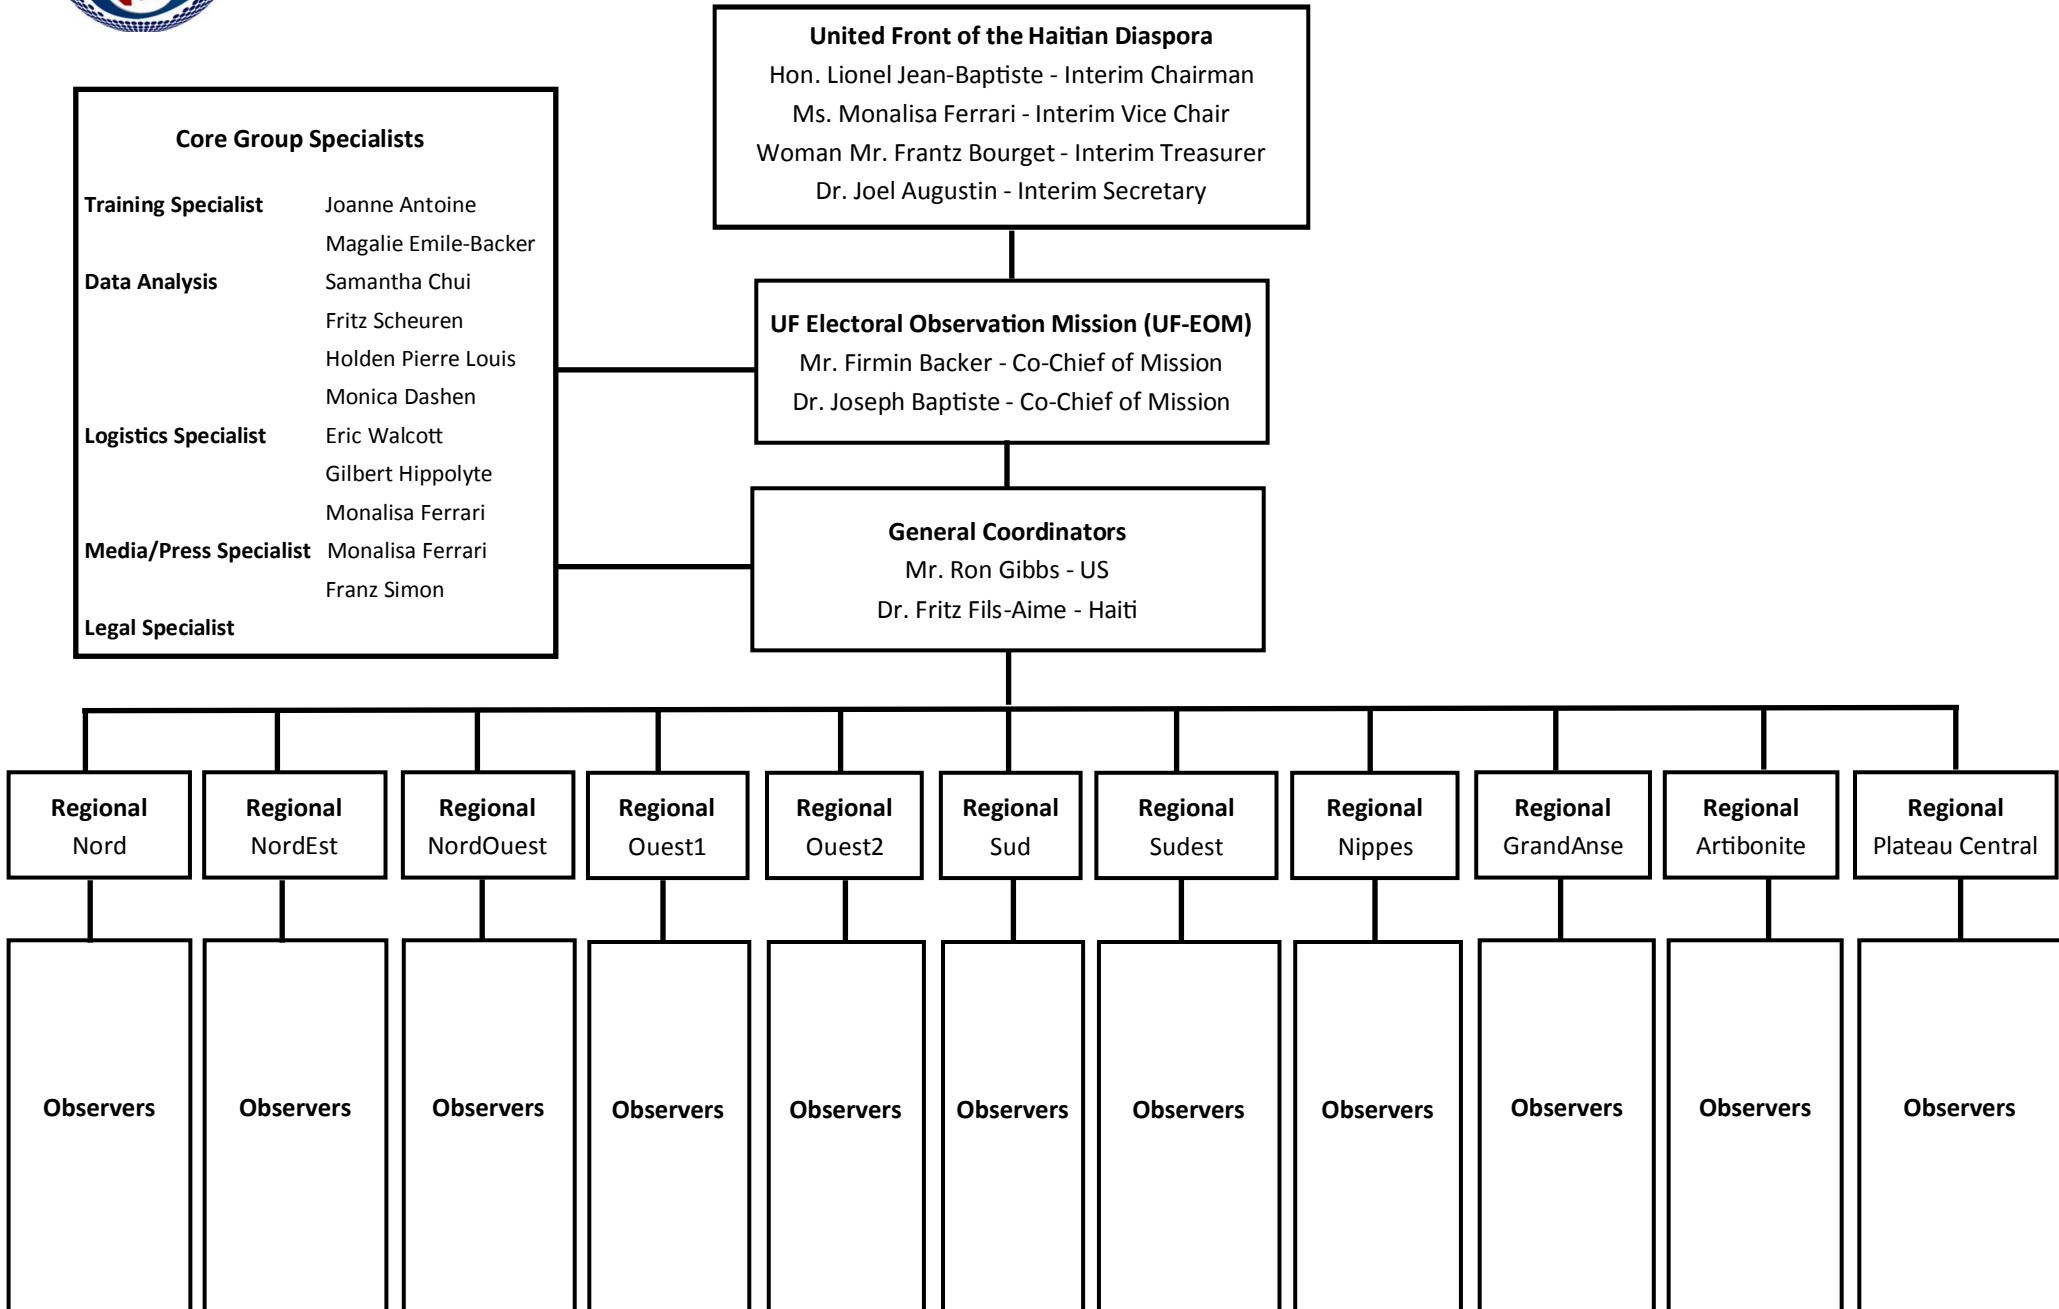 United Front of the Haitian Diaspora
Hon. Lionel Jean-Baptiste - Interim Chairman
Ms. Monalisa Ferrari - Interim Vice Chair
Woman Mr. Frantz Bourget - Interim Treasurer
Dr. Joel Augustin - Interim Secretary
Core Group Specialists
Training Specialist Joanne Antoine
Magalie Emile-Backer
Data Analysis Samantha Chui
Fritz Scheuren
Holden Pierre Louis
Monica Dashen
Logistics Specialist Eric Walcott
Gilbert Hippolyte
Monalisa Ferrari
Media/Press Specialist Monalisa Ferrari
Franz Simon
Legal Specialist
UF Electoral Observation Mission (UF-EOM)
Mr. Firmin Backer - Co-Chief of Mission
Dr. Joseph Baptiste - Co-Chief of Mission
General Coordinators
Mr. Ron Gibbs - US
Dr. Fritz Fils-Aime - Haiti
Regional
Nord
Regional
NordEst
Regional
NordOuest
Regional
Ouest1
Regional
Ouest2
Regional
Sud
Regional
Sudest
Regional
Nippes
Regional
GrandAnse
Regional
Artibonite
Regional
Plateau Central
Observers
Observers
Observers
Observers
Observers
Observers
Observers
Observers
Observers
Observers
Observers